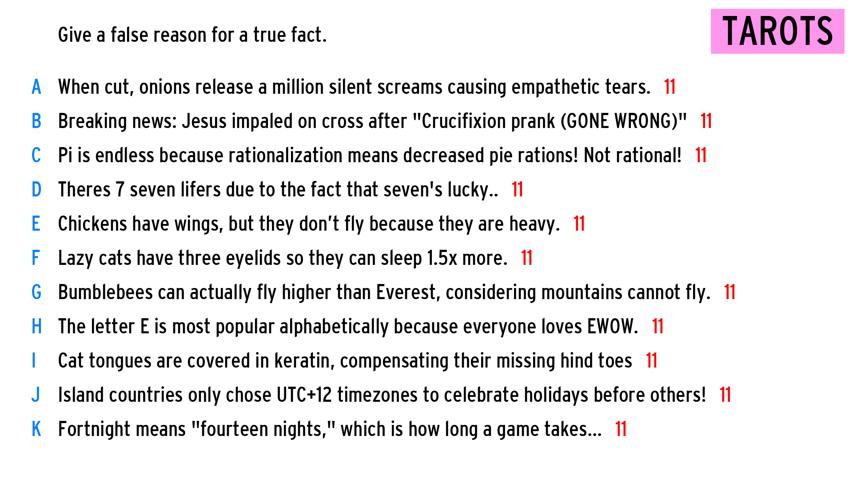 Give a false reason for a true fact.
TAROTS
A When cut, onions release a million silent screams causing empathetic tears. 11
B Breaking news: Jesus impaled on cross after "Crucifixion prank (GONE WRONG)" 11
C Pi is endless because rationalization means decreased pie rations! Not rational! 11
D Theres 7 seven lifers due to the fact that seven's lucky.. 11
E Chickens have wings, but they don’t fly because they are heavy. 11
F Lazy cats have three eyelids so they can sleep 1.5x more. 11
G Bumblebees can actually fly higher than Everest, considering mountains cannot fly. 11
H The letter E is most popular alphabetically because everyone loves EWOW. 11
I Cat tongues are covered in keratin, compensating their missing hind toes 11
J Island countries only chose UTC+12 timezones to celebrate holidays before others! 11
K Fortnight means "fourteen nights," which is how long a game takes... 11